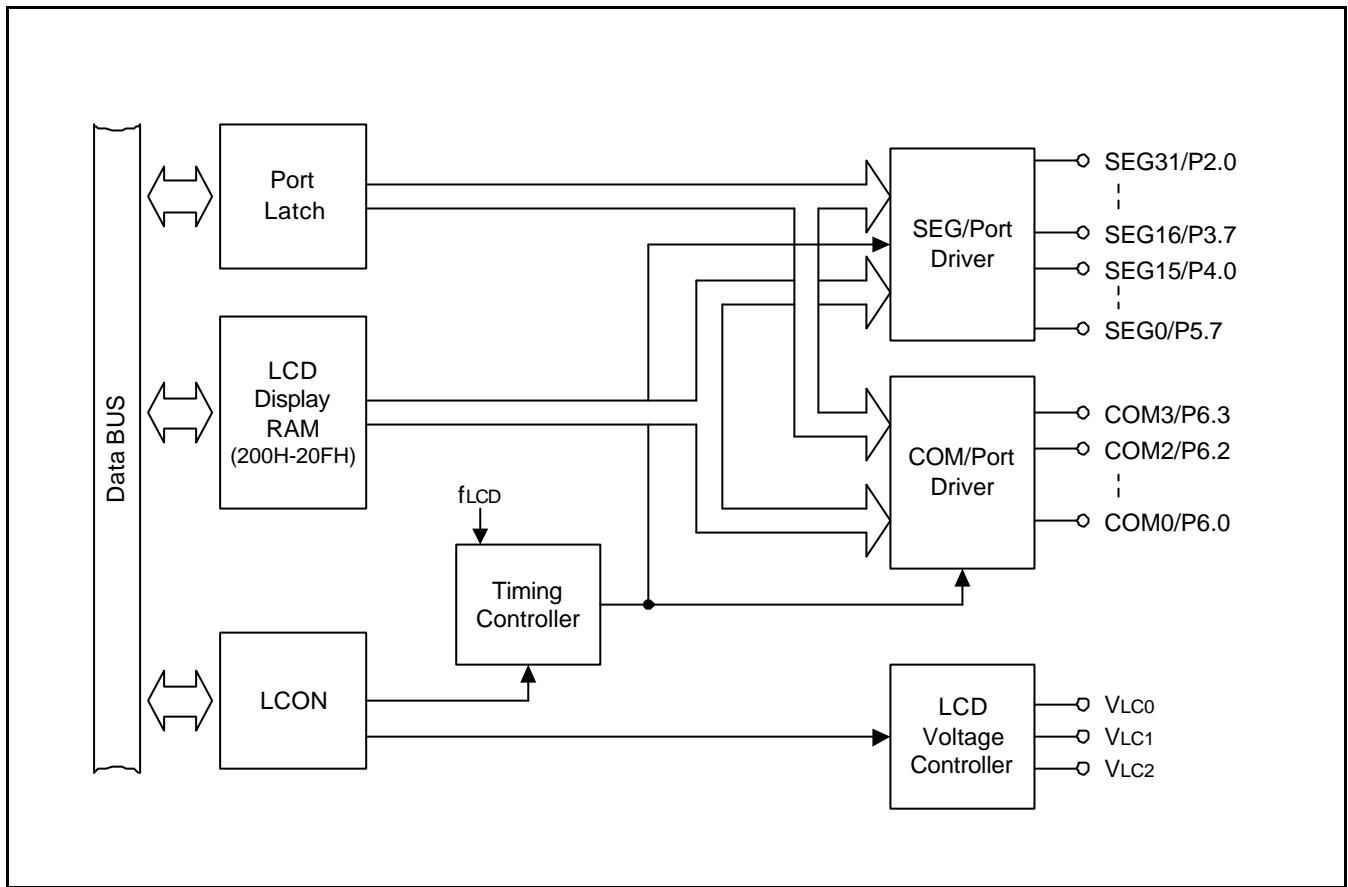 Data BUS
Port
Latch
LCD
Display
RAM
(200H-20FH)
LCON
fLCD
Timing
Controller
SEG/Port
Driver
SEG31/P2.0
SEG16/P3.7
SEG15/P4.0
SEG0/P5.7
COM/Port
Driver
COM3/P6.3
COM2/P6.2
COM0/P6.0
LCD
Voltage
Controller
VLC0
VLC1
VLC2